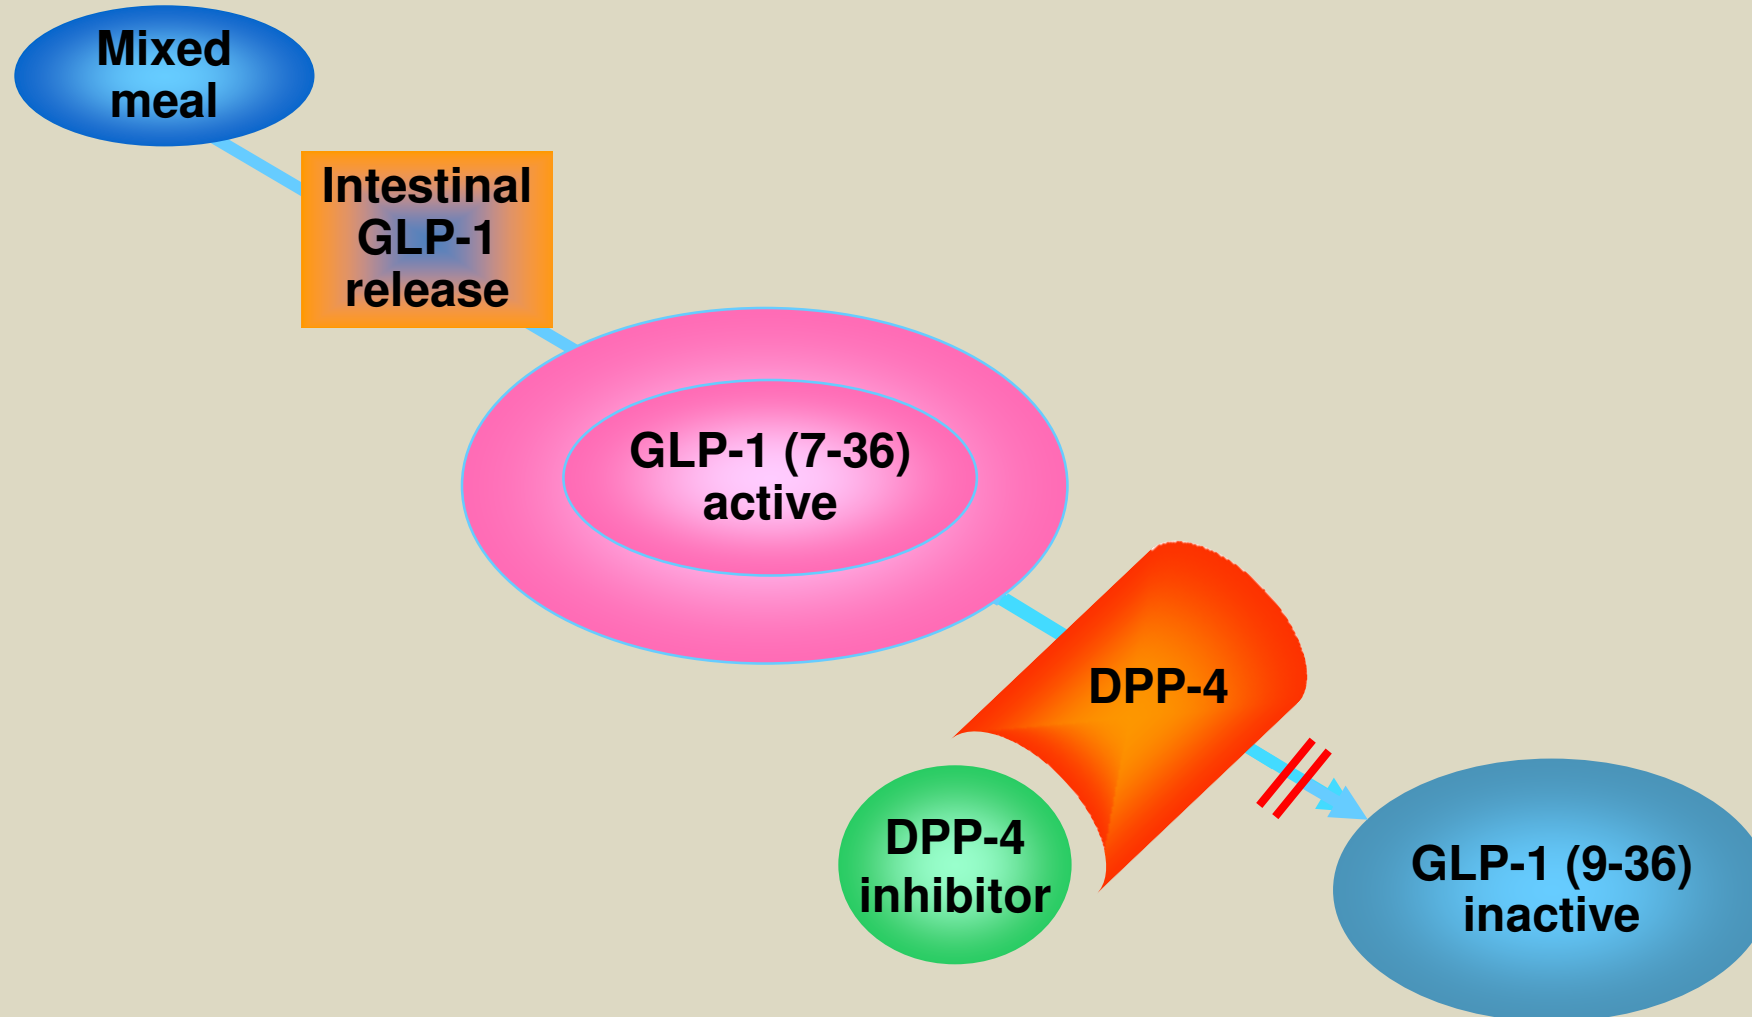 Mixed
meal
Intestinal
GLP-1
release
GLP-1 (7-36)
active
DPP-4
DPP-4
inhibitor
GLP-1 (9-36)
inactive